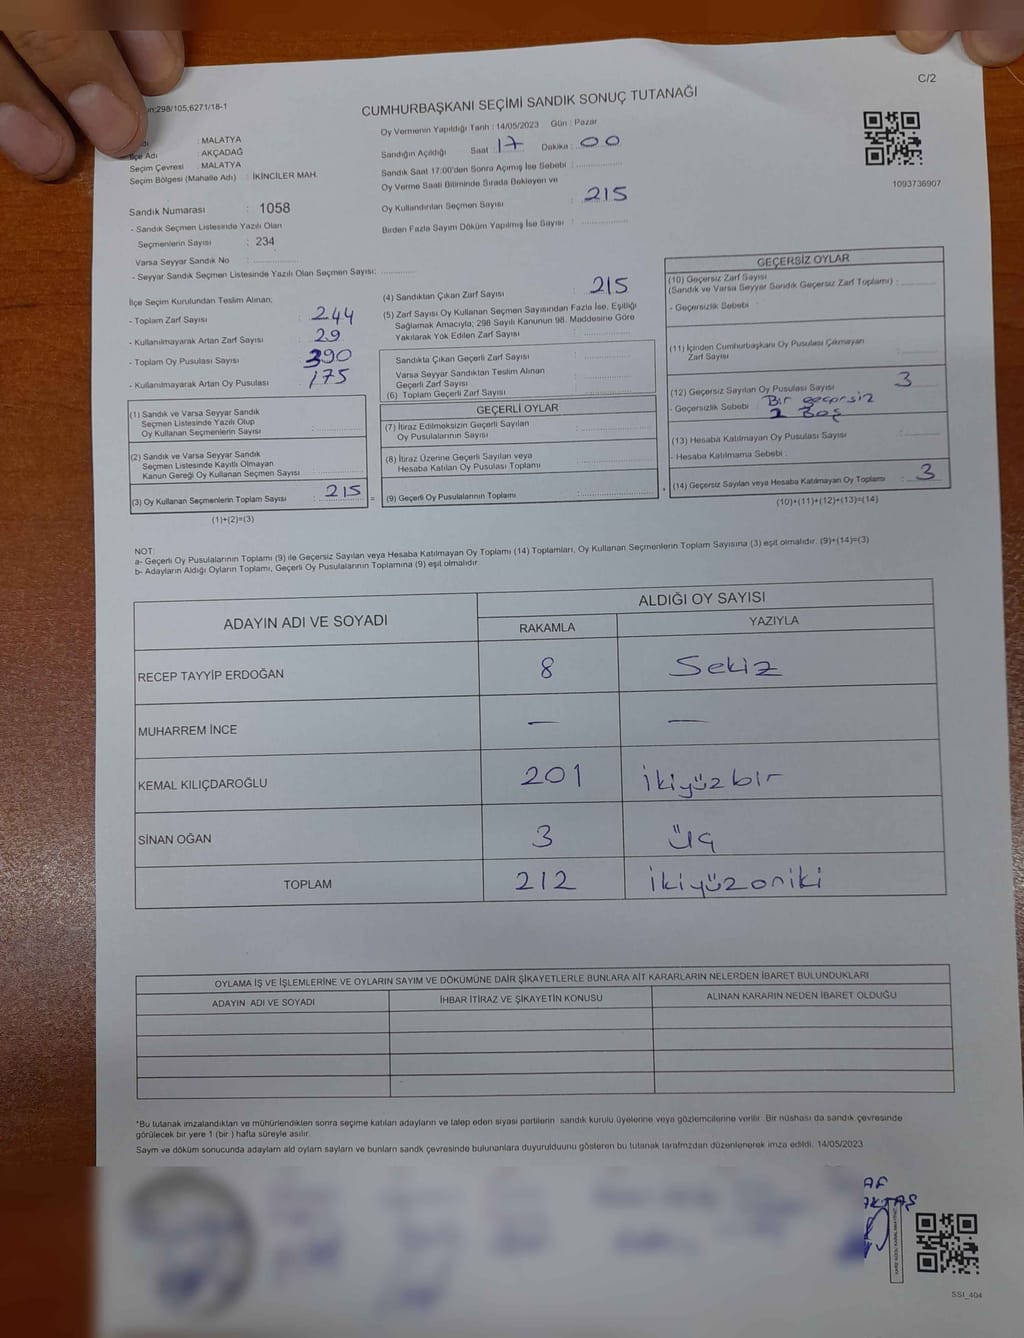 298/105,6271/18-1
C/2
CUMHURBAŞKANI SEÇİMİ SANDIK SONUÇ TUTANAĞI
: MALATYA
İlçe Adı : AKÇADAĞ
Seçim Çevresi : MALATYA
Seçim Bölgesi (Mahalle Adı) : İKİNCİLER MAH.
Oy Vermenin Yapıldığı Tarih : 14/05/2023 Gün : Pazar
Sandığın Açıldığı Saat : 17 Dakika : 00
Sandık Saat 17:00'den Sonra Açımış İse Sebebi :
Oy Verme Saati Bitiminde Sırada Bekleyen ve
Oy Kullandırılan Seçmen Sayısı : 215
Birden Fazla Sayım Döküm Yapılmış İse Sayısı :
1093736907
Sandık Numarası : 1058
- Sandık Seçmen Listesinde Yazılı Olan
Seçmenlerin Sayısı : 234
Varsa Seyyar Sandık No :
- Seyyar Sandık Seçmen Listesinde Yazılı Olan Seçmen Sayısı:
İlçe Seçim Kurulundan Teslim Alınan;
- Toplam Zarf Sayısı : 244
- Kullanılmayarak Artan Zarf Sayısı : 29
- Toplam Oy Pusulası Sayısı : 390
- Kullanılmayarak Artan Oy Pusulası : 175
(1) Sandık ve Varsa Seyyar Sandık
Seçmen Listesinde Yazılı Olup
Oy Kullanan Seçmenlerin Sayısı :
(2) Sandık ve Varsa Seyyar Sandık
Seçmen Listesinde Kayıtlı Olmayan
Kanun Gereği Oy Kullanan Seçmen Sayısı :
(3) Oy Kullanan Seçmenlerin Toplam Sayısı : 215 =
(1)+(2)=(3)
(4) Sandıktan Çıkan Zarf Sayısı : 215
(5) Zarf Sayısı Oy Kullanan Seçmen Sayısından Fazla İse, Eşitliği
Sağlamak Amacıyla; 298 Sayılı Kanunun 98. Maddesine Göre
Yakılarak Yok Edilen Zarf Sayısı :
Sandıkta Çıkan Geçerli Zarf Sayısı :
Varsa Seyyar Sandıktan Teslim Alınan
Geçerli Zarf Sayısı :
(6) Toplam Geçerli Zarf Sayısı :
GEÇERLİ OYLAR
(7) İtiraz Edilmeksizin Geçerli Sayılan
Oy Pusulalarının Sayısı :
(8) İtiraz Üzerine Geçerli Sayılan veya
Hesaba Katılan Oy Pusulası Toplamı :
(9) Geçerli Oy Pusulalarının Toplamı :
GEÇERSİZ OYLAR
(10) Geçersiz Zarf Sayısı
(Sandık ve Varsa Seyyar Sandık Geçersiz Zarf Toplamı) :
- Geçersizlik Sebebi :
(11) İçinden Cumhurbaşkanı Oy Pusulası Çıkmayan
Zarf Sayısı :
(12) Geçersiz Sayılan Oy Pusulası Sayısı : 3
- Geçersizlik Sebebi : Bir geçersiz
2 Boş
(13) Hesaba Katılmayan Oy Pusulası Sayısı :
- Hesaba Katılmama Sebebi :
(14) Geçersiz Sayılan veya Hesaba Katılmayan Oy Toplamı : 3
(10)+(11)+(12)+(13)=(14)
NOT:
a- Geçerli Oy Pusulalarının Toplamı (9) ile Geçersiz Sayılan veya Hesaba Katılmayan Oy Toplamı (14) Toplamları, Oy Kullanan Seçmenlerin Toplam Sayısına (3) eşit olmalıdır. (9)+(14)=(3)
b- Adayların Aldığı Oyların Toplamı, Geçerli Oy Pusulalarının Toplamına (9) eşit olmalıdır.
ADAYIN ADI VE SOYADI ALDIĞI OY SAYISI
RAKAMLA YAZIYLA
RECEP TAYYİP ERDOĞAN 8 Sekiz
MUHARREM İNCE — —
KEMAL KILIÇDAROĞLU 201 ikiyüzbir
SİNAN OĞAN 3 üç
TOPLAM 212 ikiyüzoniki
OYLAMA İŞ VE İŞLEMLERİNE VE OYLARIN SAYIM VE DÖKÜMÜNE DAİR ŞİKAYETLERLE BUNLARA AİT KARARLARIN NELERDEN İBARET BULUNDUKLARI
ADAYIN ADI VE SOYADI İHBAR İTİRAZ VE ŞİKAYETİN KONUSU ALINAN KARARIN NEDEN İBARET OLDUĞU
*Bu tutanak imzalandıktan ve mühürlendikten sonra seçime katılan adayların ve talep eden siyasi partilerin sandık kurulu üyelerine veya gözlemcilerine verilir. Bir nüshası da sandık çevresinde
görülecek bir yere 1 (bir ) hafta süreyle asılır.
Saym ve döküm sonucunda adaylarn ald oylarn saylarn ve bunlarn sandk çevresinde bulunanlara duyurulduunu gösteren bu tutanak tarafmzdan düzenlenerek imza edildi. 14/05/2023
SSI_404